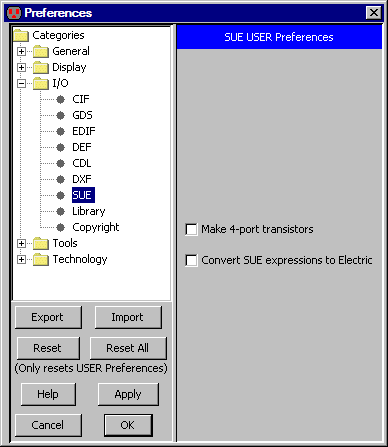 Preferences
Categories
General
Display
I/O
CIF
GDS
EDIF
DEF
CDL
DXF
SUE
Library
Copyright
Tools
Technology
Export
Import
Reset
Reset All
(Only resets USER Preferences)
Help
Apply
Cancel
OK
SUE USER Preferences
Make 4-port transistors
Convert SUE expressions to Electric